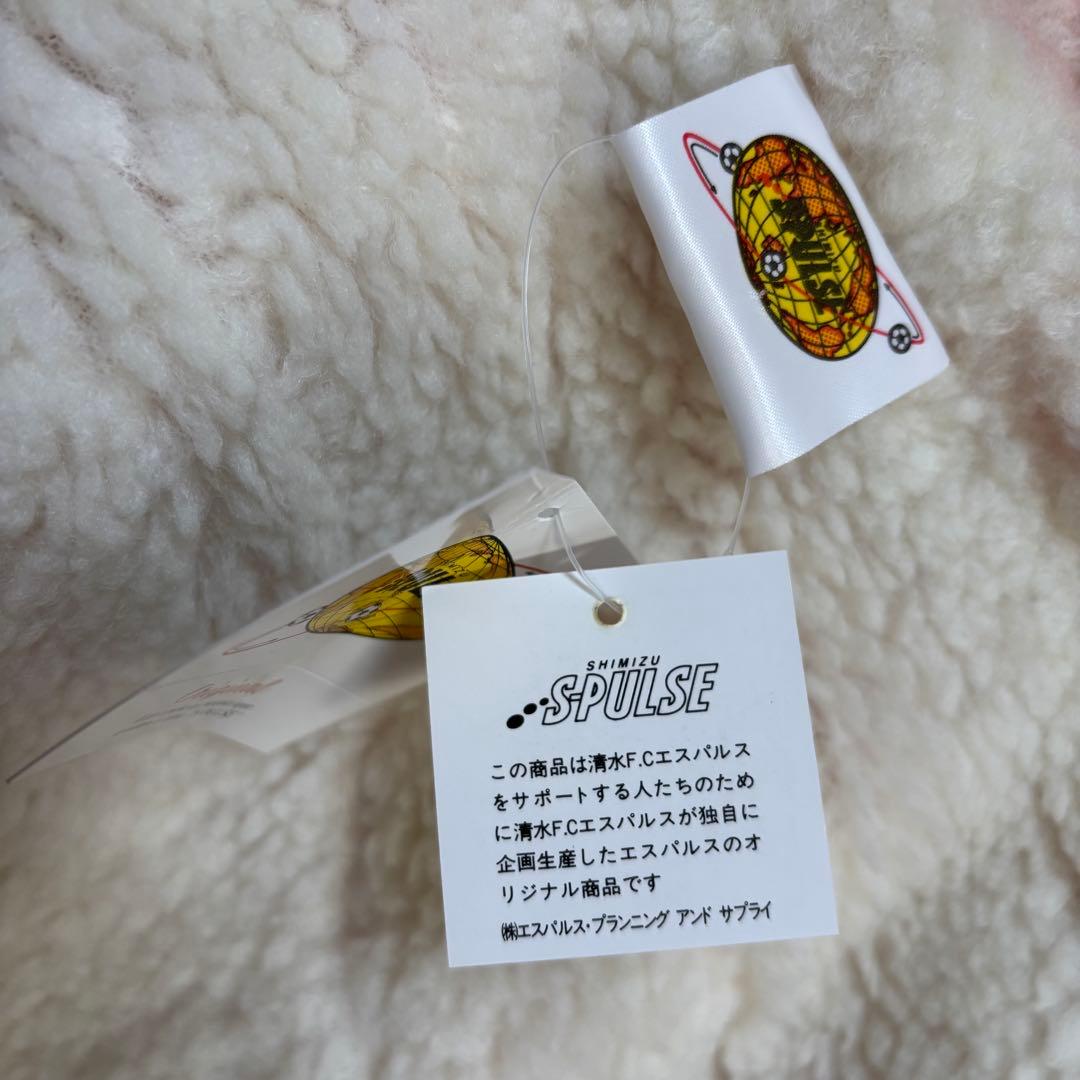 SHIMIZU
S-PULSE
この商品は清水F.Cエスパルス
をサポートする人たちのため
に清水F.Cエスパルスが独自に
企画生産したエスパルスのオ
リジナル商品です
㈱エスパルス・プランニング アンド サプライ